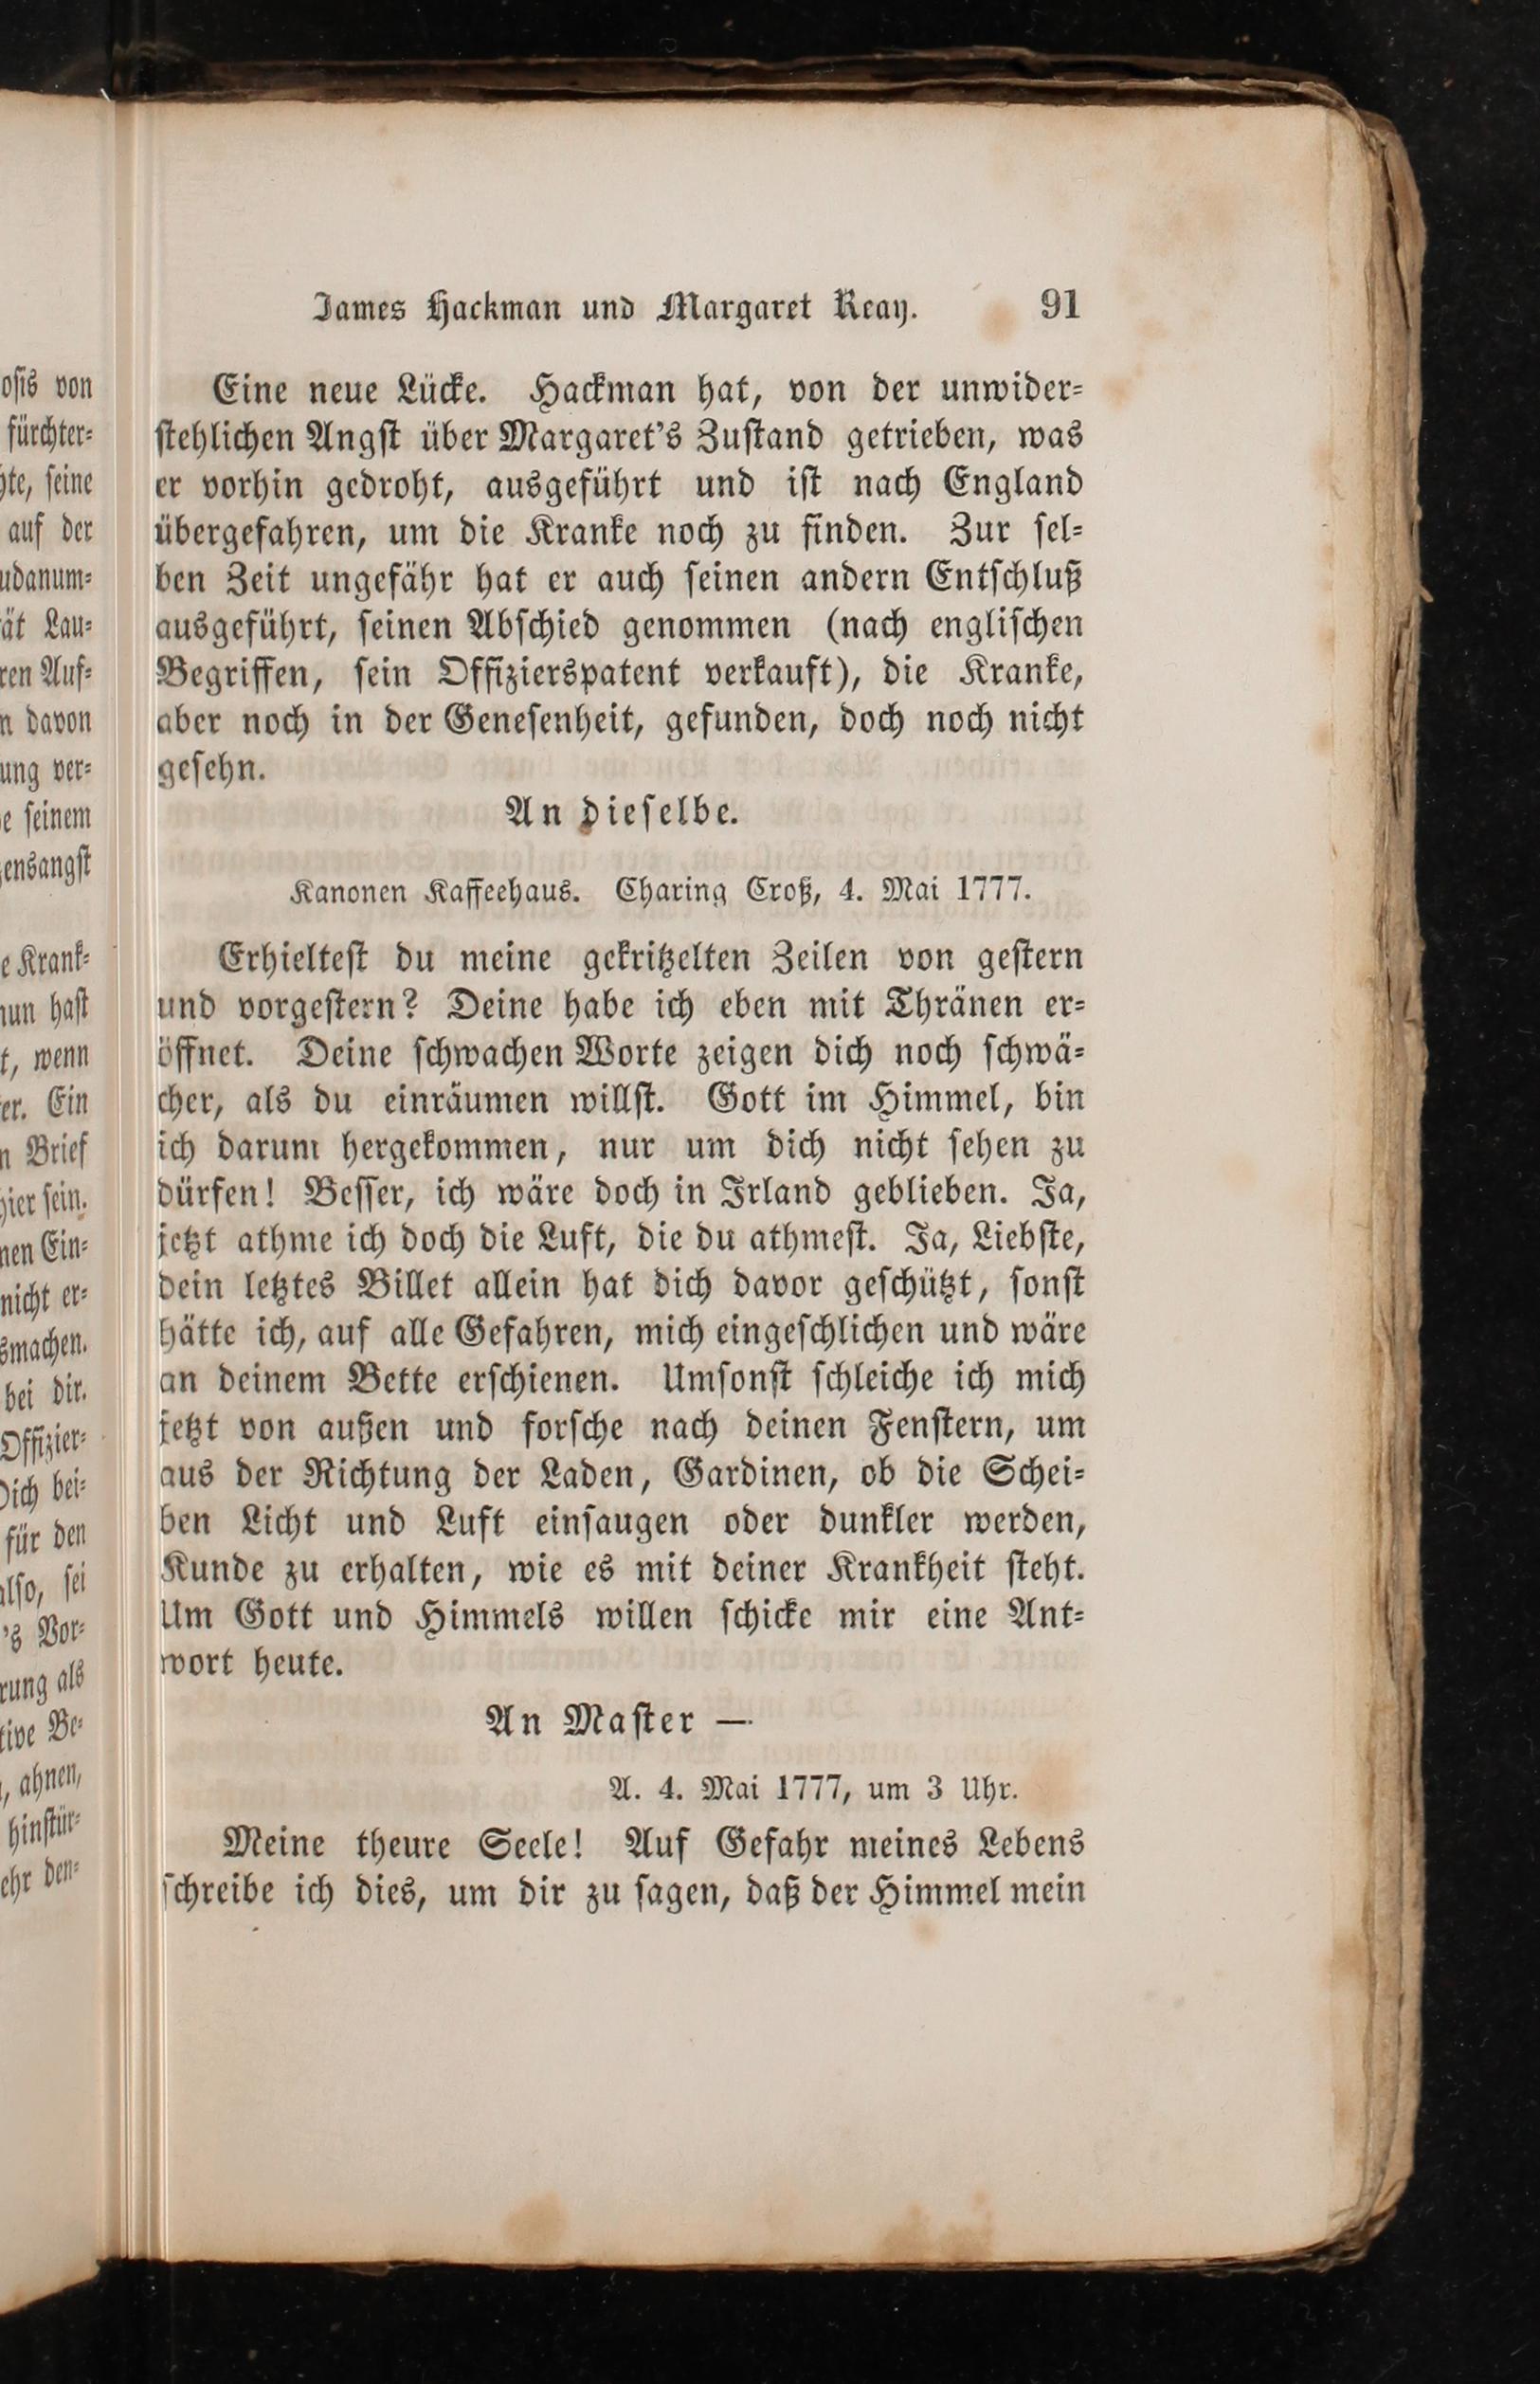 James Hackman und Margaret Reay. 91
Eine neue Lücke. Hackman hat, von der unwider-
stehlichen Angst über Margaret's Zustand getrieben, was
er vorhin gedroht, ausgeführt und ist nach England
übergefahren, um die Kranke noch zu finden. Zur sel-
ben Zeit ungefähr hat er auch seinen andern Entschluß
ausgeführt, seinen Abschied genommen (nach englischen
Begriffen, sein Offizierspatent verkauft), die Kranke,
aber noch in der Genesenheit, gefunden, doch noch nicht
gesehn.
An dieselbe.
Kanonen Kaffeehaus. Charing Croß, 4. Mai 1777.
Erhieltest du meine gekritzelten Zeilen von gestern
und vorgestern? Deine habe ich eben mit Thränen er-
öffnet. Deine schwachen Worte zeigen dich noch schwä-
cher, als du einräumen willst. Gott im Himmel, bin
ich darum hergekommen, nur um dich nicht sehen zu
dürfen! Besser, ich wäre doch in Irland geblieben. Ja,
jetzt athme ich doch die Luft, die du athmest. Ja, Liebste,
dein letztes Billet allein hat dich davor geschützt, sonst
hätte ich, auf alle Gefahren, mich eingeschlichen und wäre
an deinem Bette erschienen. Umsonst schleiche ich mich
jetzt von außen und forsche nach deinen Fenstern, um
aus der Richtung der Laden, Gardinen, ob die Schei-
ben Licht und Luft einsaugen oder dunkler werden,
Kunde zu erhalten, wie es mit deiner Krankheit steht.
Um Gott und Himmels willen schicke mir eine Ant-
wort heute.
An Master —
A. 4. Mai 1777, um 3 Uhr.
Meine theure Seele! Auf Gefahr meines Lebens
schreibe ich dies, um dir zu sagen, daß der Himmel mein